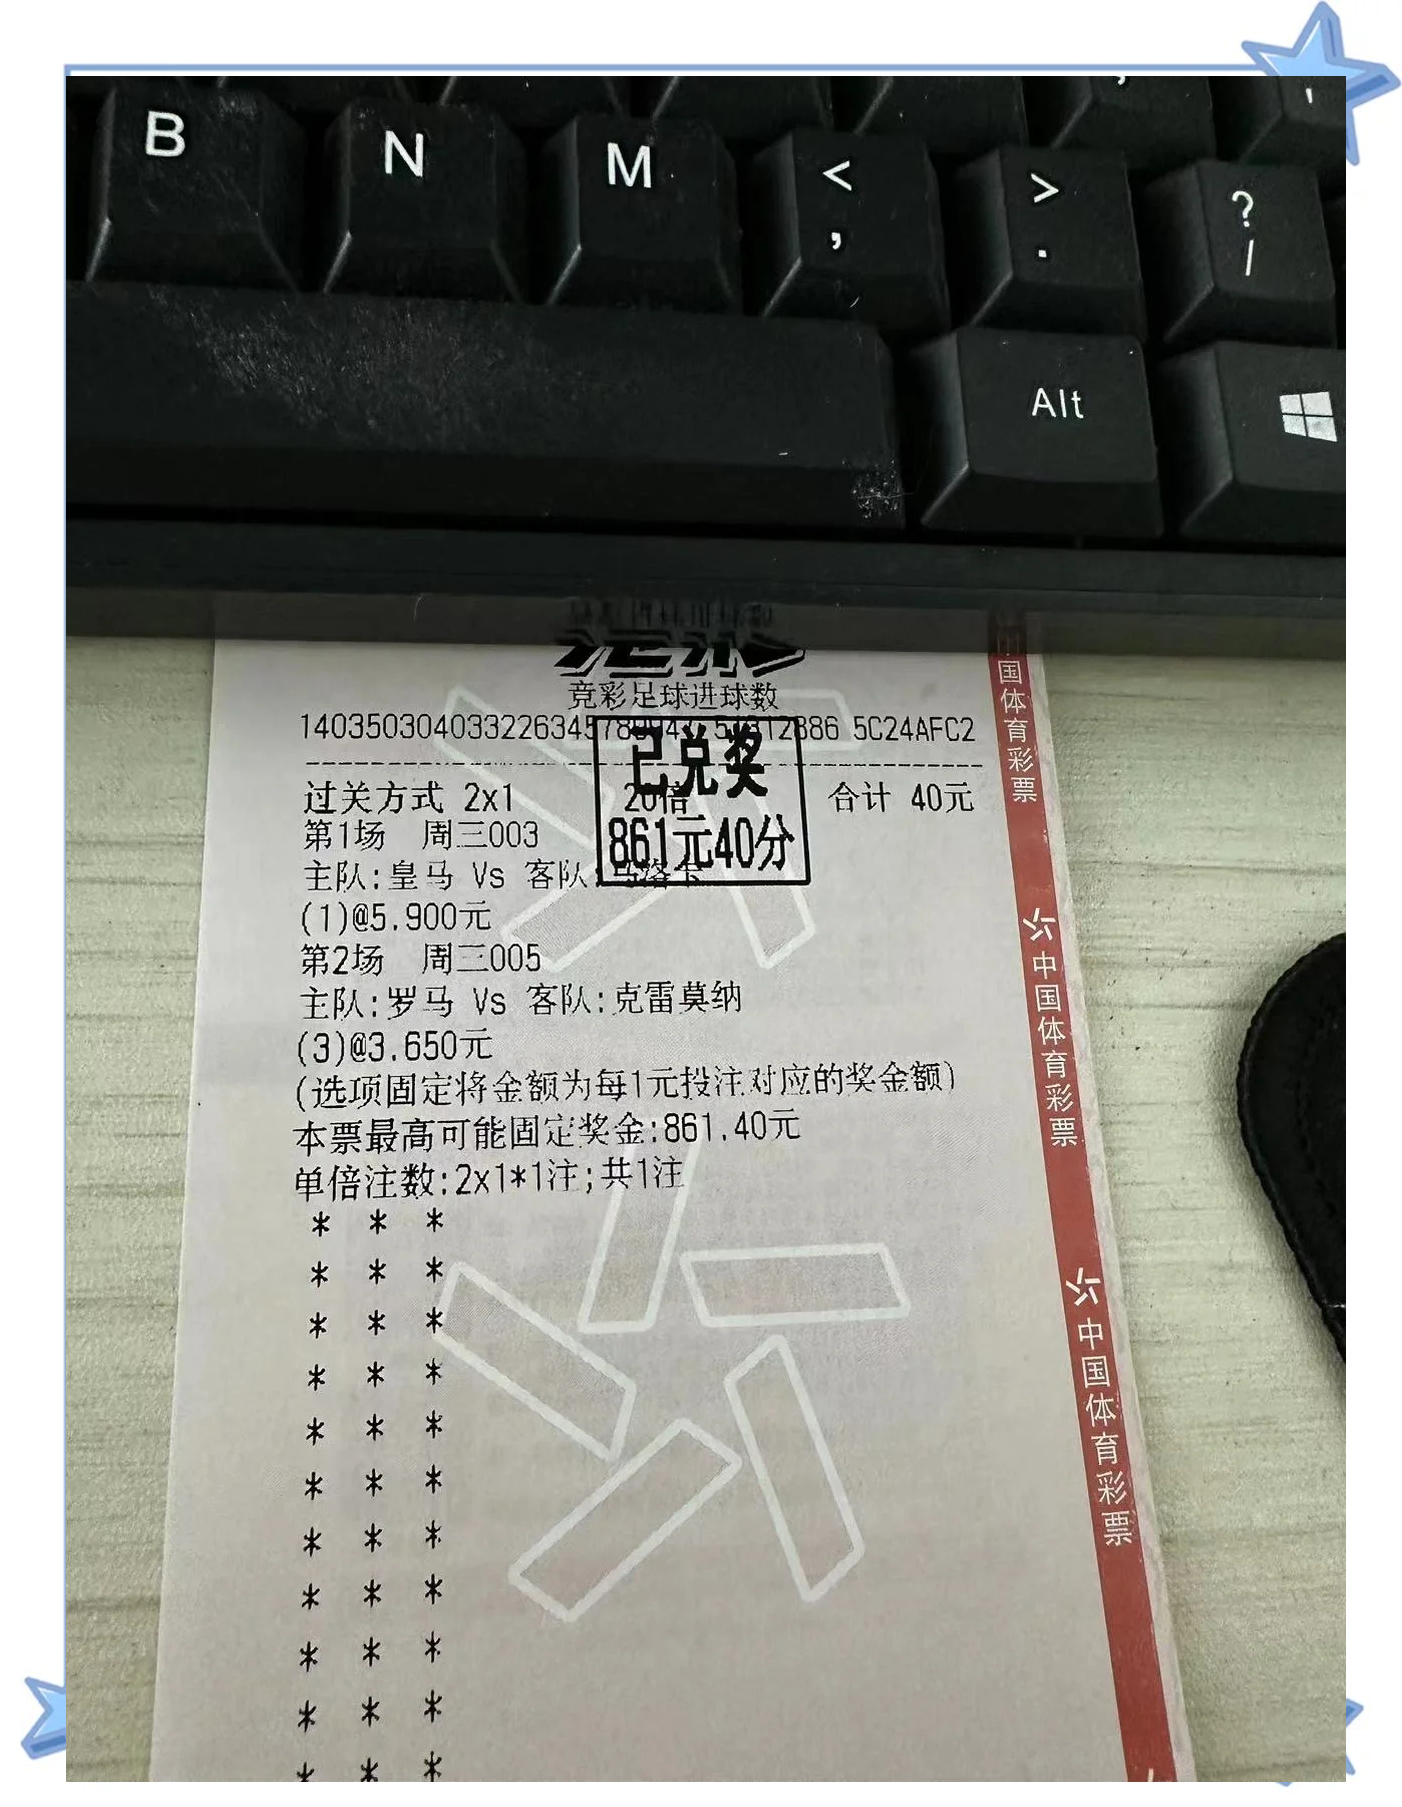 B N M < , > . ? /
Alt
竞彩足球进球数
5C24AFC2
已兑奖
861元40分
过关方式 2x1 20倍 合计 40元
第1场 周三003
主队:皇马 Vs 客队:马洛卡
(1)@5.900元
第2场 周三005
主队:罗马 Vs 客队:克雷莫纳
(3)@3.650元
(选项固定将金额为每1元投注对应的奖金额)
本票最高可能固定奖金:861.40元
单倍注数:2x1*1注;共1注
* * *
* * *
* * *
* * *
* * *
* * *
* * *
* * *
* * *
* * *
* * *
中国体育彩票
中国体育彩票
中国体育彩票